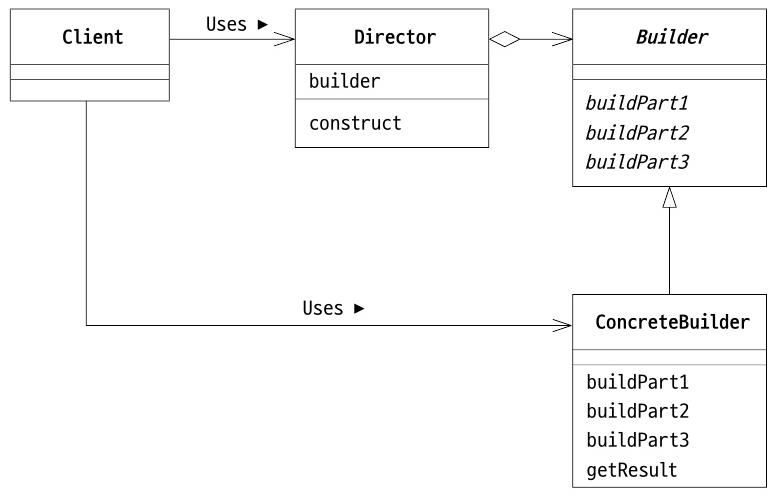 Client
Uses ►
Director
builder
construct
Builder
buildPart1
buildPart2
buildPart3
Uses ►
ConcreteBuilder
buildPart1
buildPart2
buildPart3
getResult